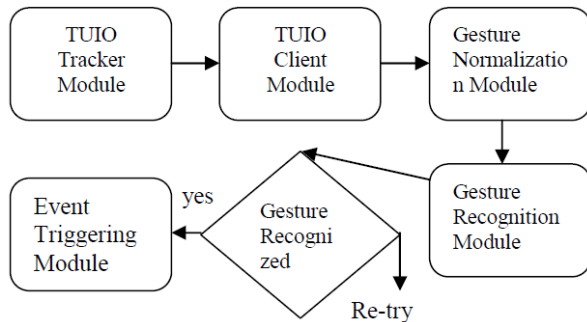 TUIO
Tracker
Module
TUIO
Client
Module
Gesture
Normalizatio
n Module
Gesture
Recognition
Module
Gesture
Recogni
zed
yes
Event
Triggering
Module
Re-try